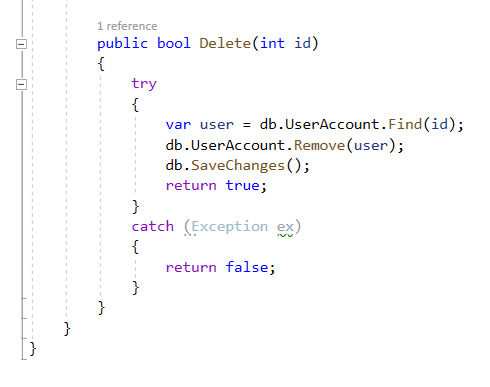 1 reference
public bool Delete(int id)
{
try
{
var user = db.UserAccount.Find(id);
db.UserAccount.Remove(user);
db.SaveChanges();
return true;
}
catch (Exception ex)
{
return false;
}
}
}
}